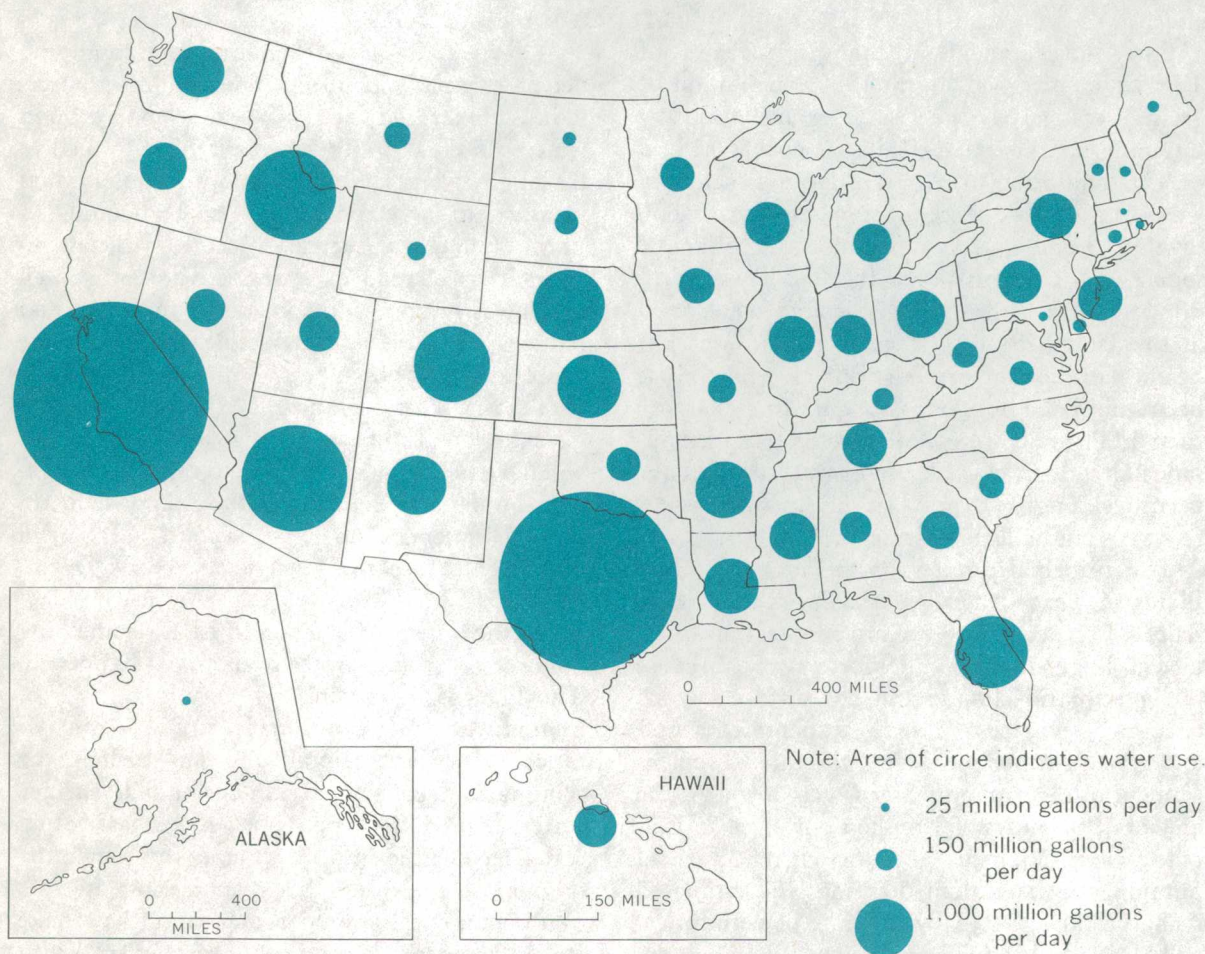 0 400 MILES
Note: Area of circle indicates water use.
25 million gallons per day
150 million gallons
per day
1,000 million gallons
per day
ALASKA
0 400
MILES
HAWAII
0 150 MILES